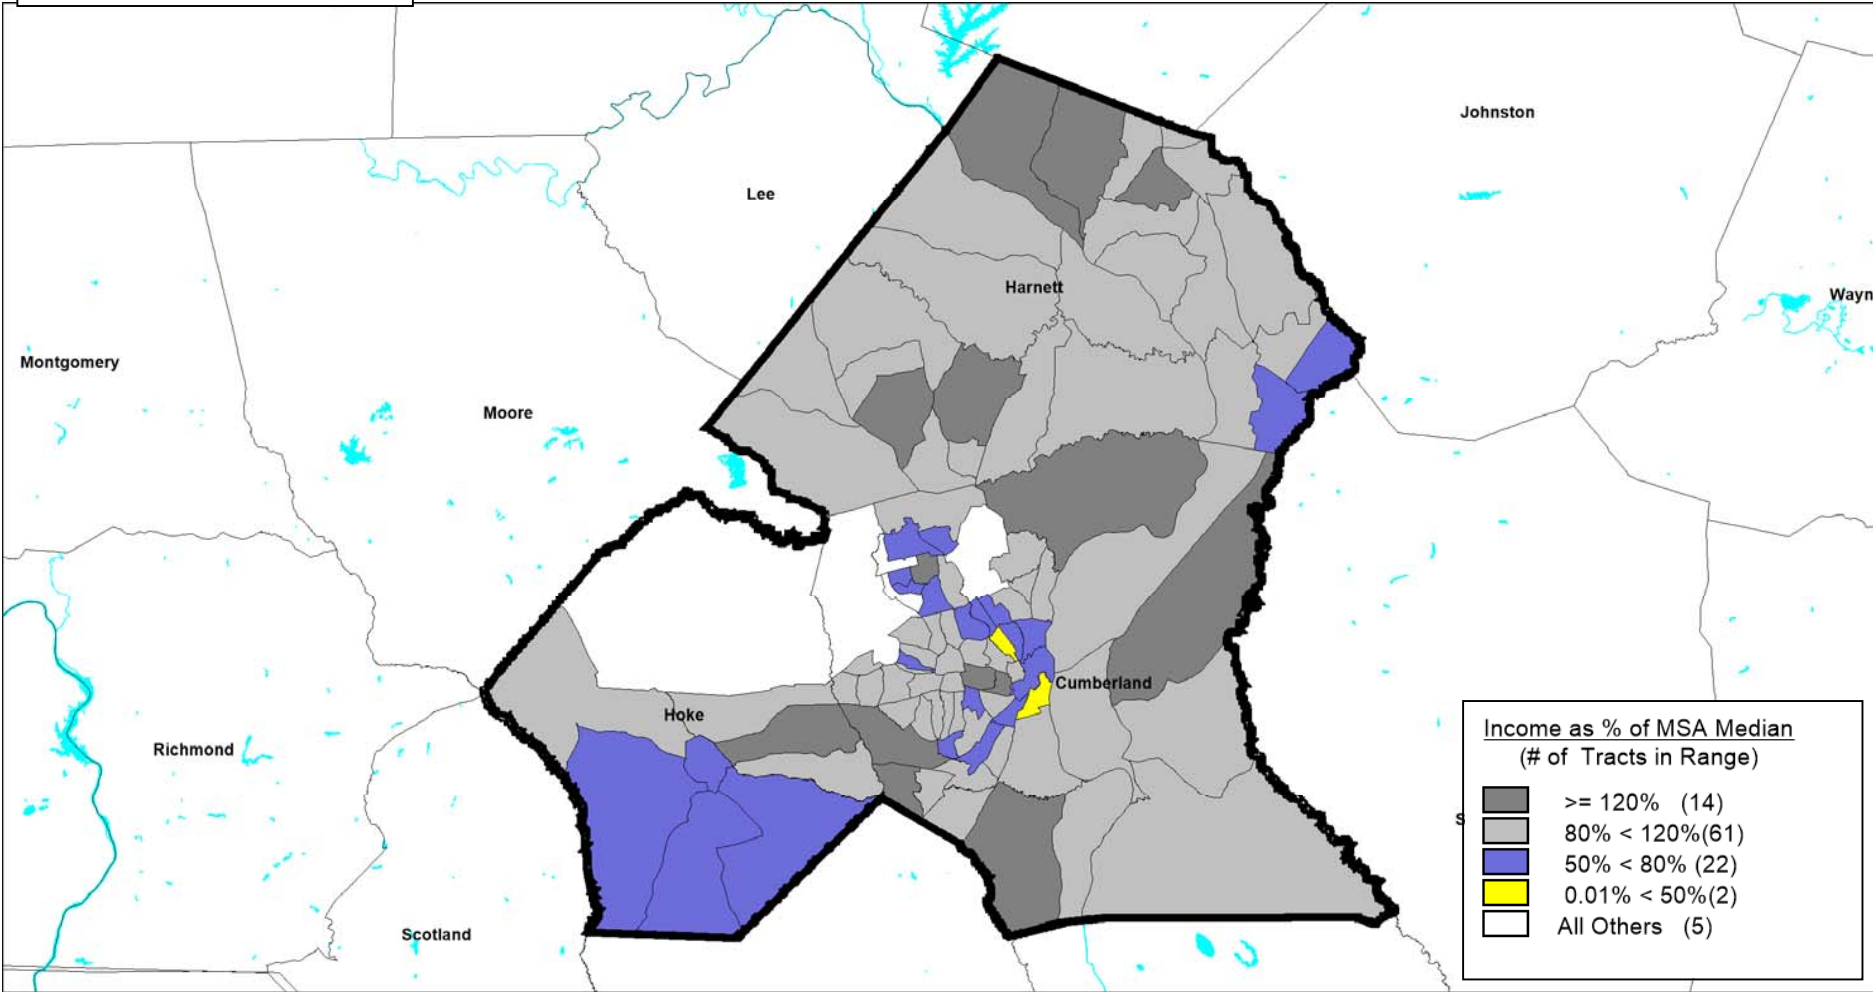 Johnston
Lee
Harnett
Wayn
Montgomery
Moore
Cumberland
Hoke
Richmond
S
Scotland
Income as % of MSA Median
(# of Tracts in Range)
>= 120% (14)
80% < 120%(61)
50% < 80% (22)
0.01% < 50%(2)
All Others (5)